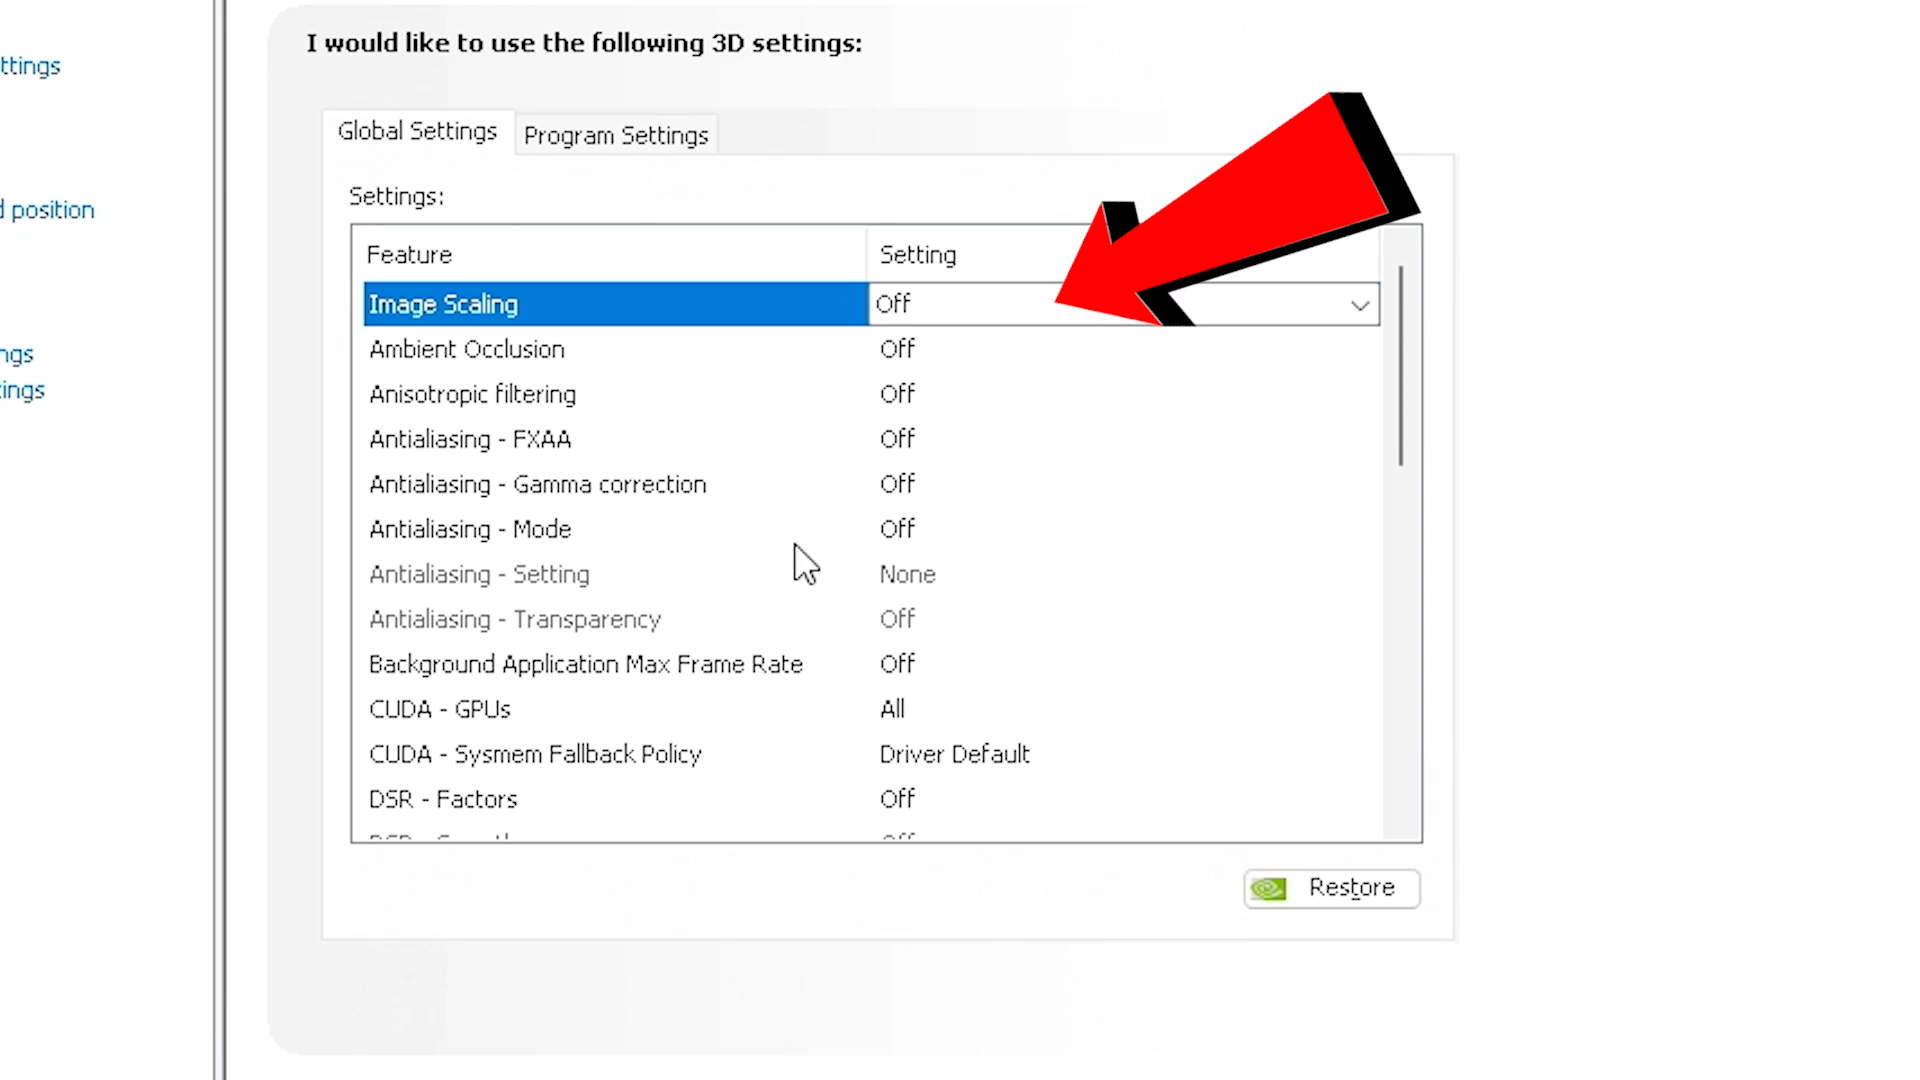 I would like to use the following 3D settings:
ttings
Global Settings
Program Settings
Settings:
d position
Feature Setting
Image Scaling Off
Ambient Occlusion Off
ngs
Anisotropic filtering Off
tings
Antialiasing - FXAA Off
Antialiasing - Gamma correction Off
Antialiasing - Mode Off
Antialiasing - Setting None
Antialiasing - Transparency Off
Background Application Max Frame Rate Off
CUDA - GPUs All
CUDA - Sysmem Fallback Policy Driver Default
DSR - Factors Off
Restore